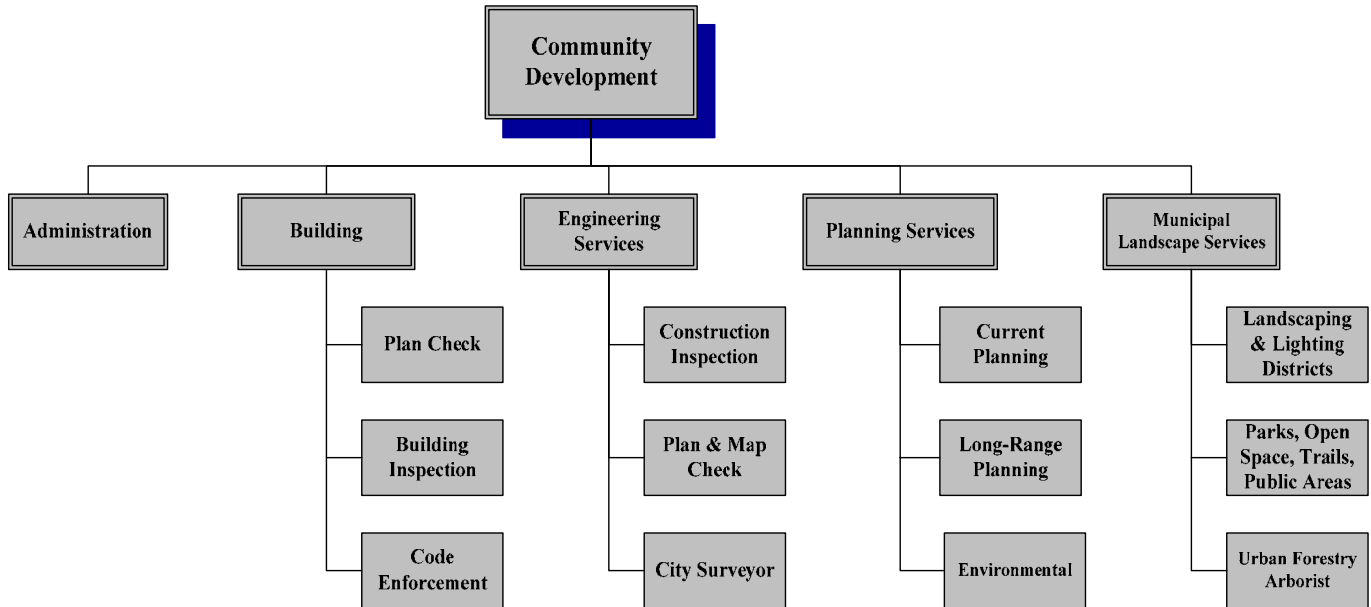 Community
Development
Administration
Building
Engineering
Services
Planning Services
Municipal
Landscape Services
Plan Check
Construction
Inspection
Current
Planning
Landscaping
& Lighting
Districts
Building
Inspection
Plan & Map
Check
Long-Range
Planning
Parks, Open
Space, Trails,
Public Areas
Code
Enforcement
City Surveyor
Environmental
Urban Forestry
Arborist